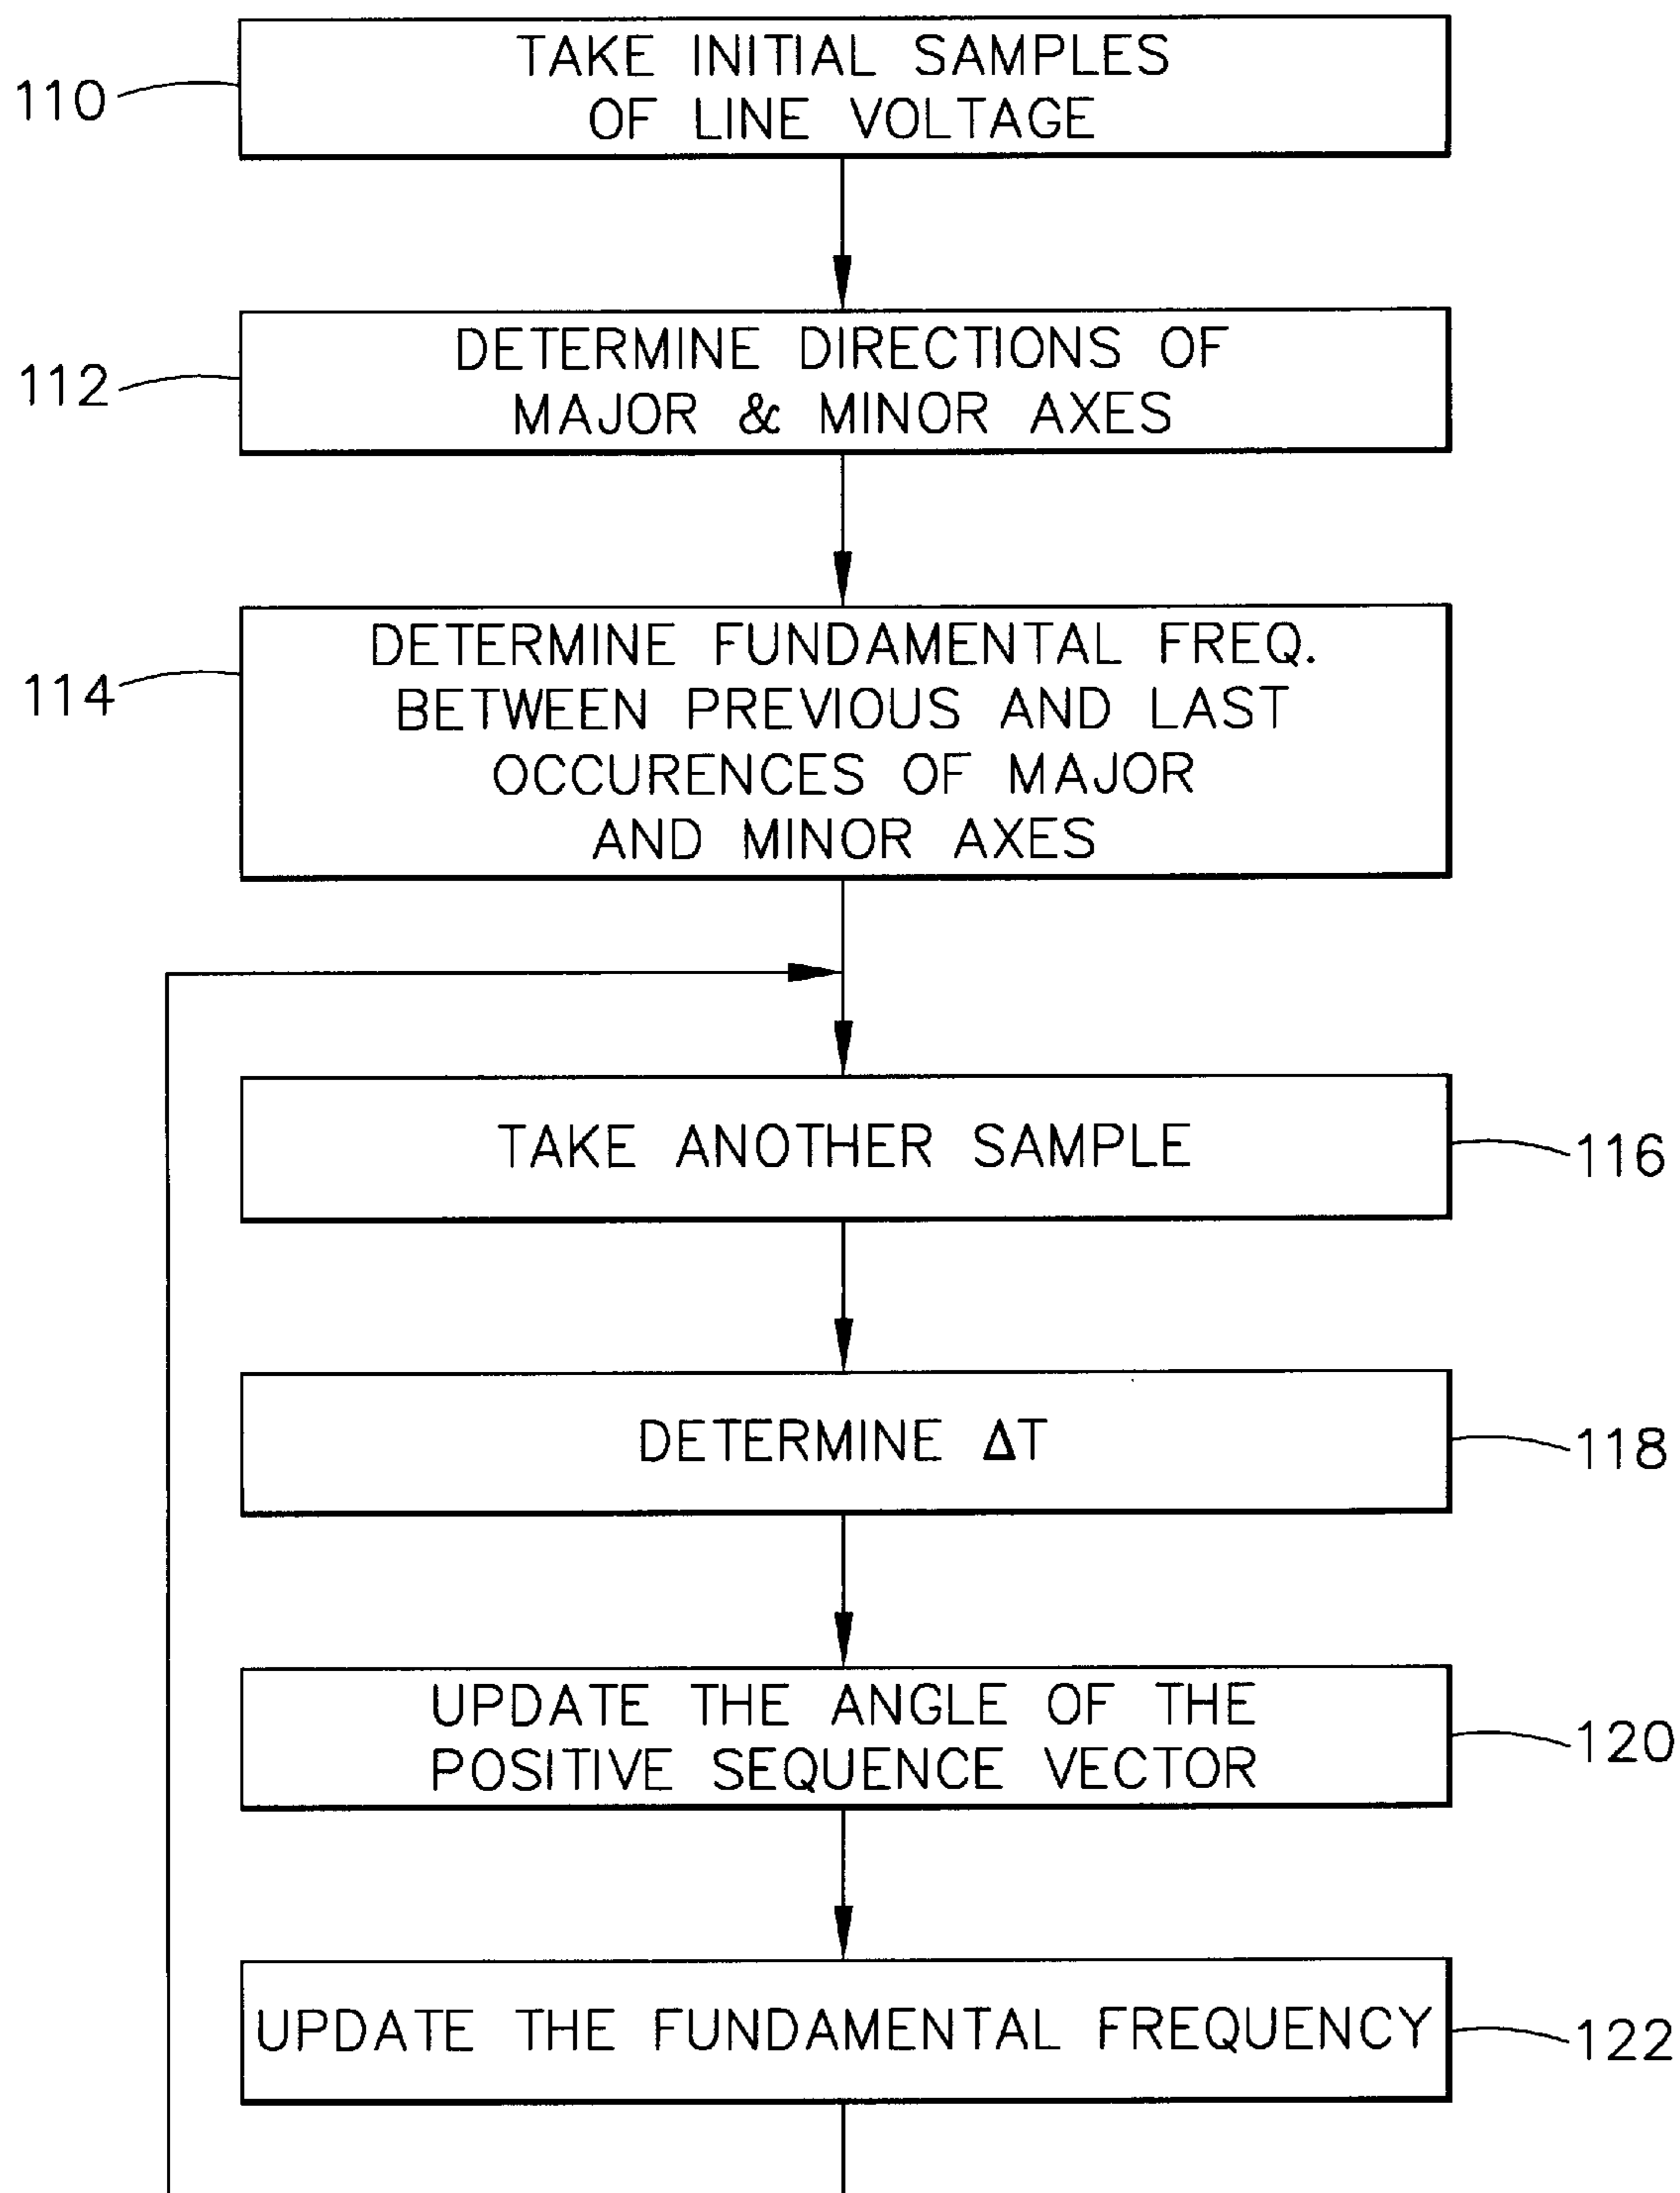 TAKE INITIAL SAMPLES
OF LINE VOLTAGE
110
DETERMINE DIRECTIONS OF
MAJOR & MINOR AXES
112
DETERMINE FUNDAMENTAL FREQ.
BETWEEN PREVIOUS AND LAST
OCCURENCES OF MAJOR
AND MINOR AXES
114
TAKE ANOTHER SAMPLE
116
DETERMINE ΔT
118
UPDATE THE ANGLE OF THE
POSITIVE SEQUENCE VECTOR
120
UPDATE THE FUNDAMENTAL FREQUENCY
122